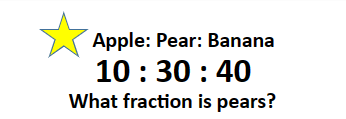 Apple: Pear: Banana
10 : 30 : 40
What fraction is pears?